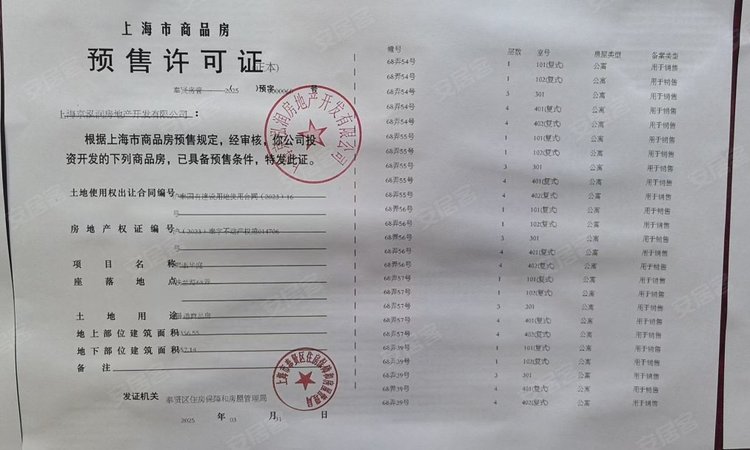 上海市商品房
预售许可证
(正本)
奉贤房管 2025 )预字 0000060 号
上海京泓润房地产开发有限公司：
根据上海市商品房预售规定，经审核，你公司投
资开发的下列商品房，已具备预售条件，特发此证。
土地使用权出让合同编号
房地产权证编号
项目名称
座落地点
土地用途
地上部位建筑面积
地下部位建筑面积
备注
发证机关 奉贤区住房保障和房屋管理局
2025 年 03 月 31 日
幢号 层数 室号 房屋类型 备案类型
68弄54号 1 101(复式) 公寓 用于销售
68弄54号 1 102(复式) 公寓 用于销售
68弄54号 3 301 公寓 用于销售
68弄54号 4 401(复式) 公寓 用于销售
68弄54号 4 402(复式) 公寓 用于销售
68弄55号 1 101(复式) 公寓 用于销售
68弄55号 1 102(复式) 公寓 用于销售
68弄55号 3 301 公寓 用于销售
68弄55号 4 401(复式) 公寓 用于销售
68弄55号 4 402(复式) 公寓 用于销售
68弄56号 1 101(复式) 公寓 用于销售
68弄56号 1 102(复式) 公寓 用于销售
68弄56号 3 301 公寓 用于销售
68弄56号 4 401(复式) 公寓 用于销售
68弄56号 4 402(复式) 公寓 用于销售
68弄57号 1 101(复式) 公寓 用于销售
68弄57号 1 102(复式) 公寓 用于销售
68弄57号 3 301 公寓 用于销售
68弄57号 4 401(复式) 公寓 用于销售
68弄57号 4 402(复式) 公寓 用于销售
68弄39号 1 101(复式) 公寓 用于销售
68弄39号 1 102(复式) 公寓 用于销售
68弄39号 3 301 公寓 用于销售
68弄39号 4 401(复式) 公寓 用于销售
68弄39号 4 402(复式) 公寓 用于销售